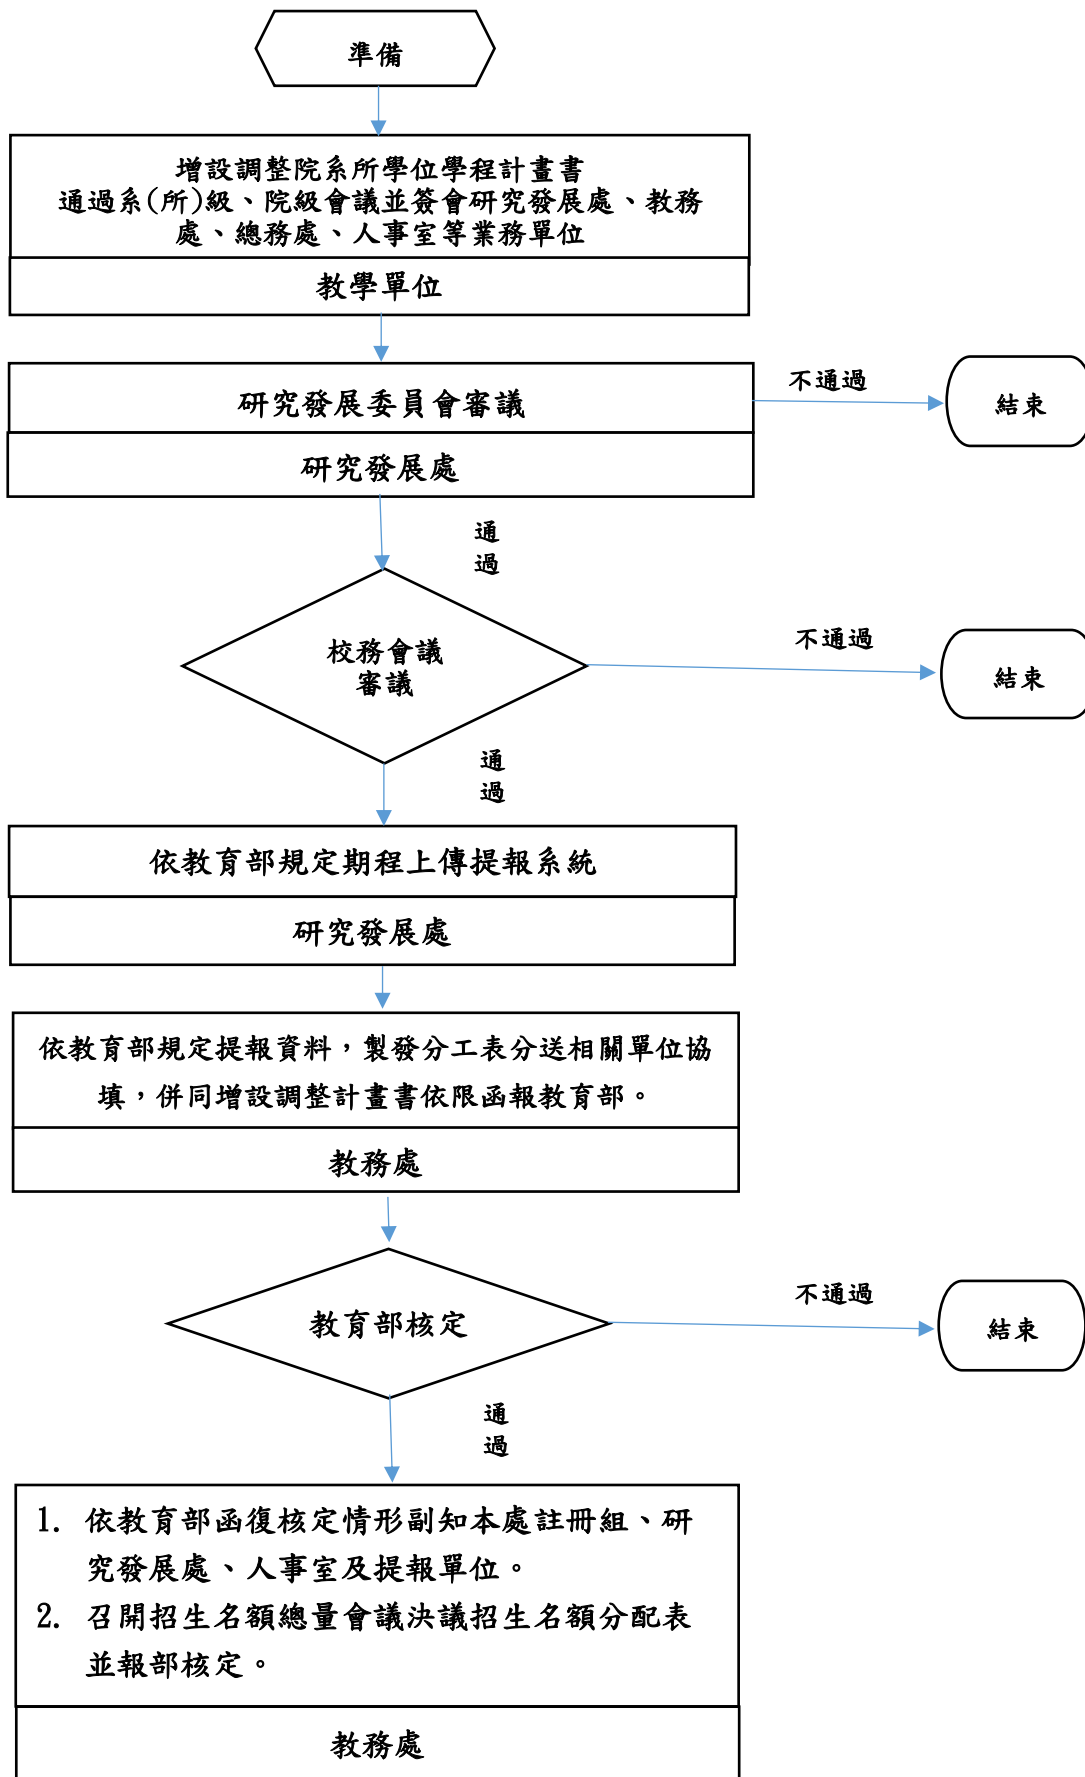 準備
增設調整院系所學位學程計畫書
通過系(所)級、院級會議並簽會研究發展處、教務
處、總務處、人事室等業務單位
教學單位
研究發展委員會審議
不通過
結束
研究發展處
通
過
校務會議
審議
不通過
結束
通
過
依教育部規定期程上傳提報系統
研究發展處
依教育部規定提報資料，製發分工表分送相關單位協
填，併同增設調整計畫書依限函報教育部。
教務處
教育部核定
不通過
結束
通
過
1. 依教育部函復核定情形副知本處註冊組、研
究發展處、人事室及提報單位。
2. 召開招生名額總量會議決議招生名額分配表
並報部核定。
教務處